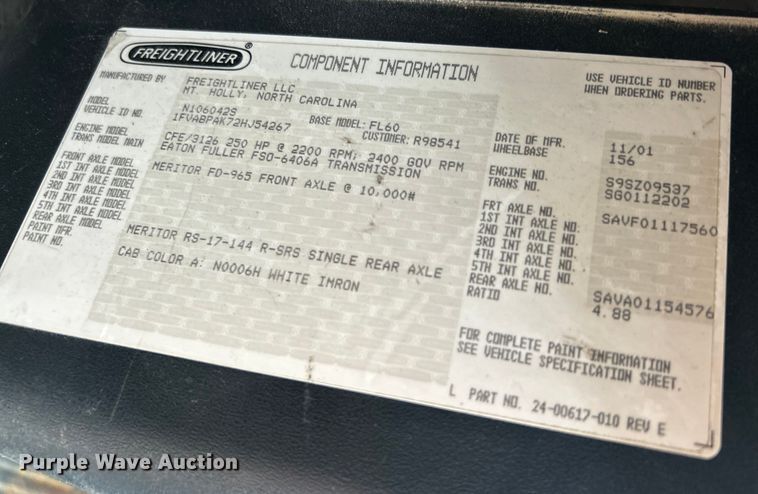 FREIGHTLINER®
COMPONENT INFORMATION
USE VEHICLE ID NUMBER
WHEN ORDERING PARTS.
MANUFACTURED BY FREIGHTLINER LLC
MT. HOLLY, NORTH CAROLINA
MODEL N106042S BASE MODEL: FL60
VEHICLE ID NO. 1FVABPAK72HJ54267 CUSTOMER: R98541
ENGINE MODEL CFE/3126 250 HP @ 2200 RPM; 2400 GOV RPM
TRANS MODEL MAIN EATON FULLER FSO-6406A TRANSMISSION
FRONT AXLE MODEL MERITOR FD-965 FRONT AXLE @ 10,000#
1ST INT AXLE MODEL
2ND INT AXLE MODEL
3RD INT AXLE MODEL
4TH INT AXLE MODEL
5TH INT AXLE MODEL
REAR AXLE MODEL MERITOR RS-17-144 R-SRS SINGLE REAR AXLE
PAINT MFR.
PAINT NO. CAB COLOR A: N0006H WHITE IMRON
DATE OF MFR. 11/01
WHEELBASE 156
ENGINE NO. S9SZ09537
TRANS NO. SG0112202
FRT AXLE NO. SAVF01117560
1ST INT AXLE NO.
2ND INT AXLE NO.
3RD INT AXLE NO.
4TH INT AXLE NO.
5TH INT AXLE NO.
REAR AXLE NO. SAVA01154576
RATIO 4.88
FOR COMPLETE PAINT INFORMATION
SEE VEHICLE SPECIFICATION SHEET.
L PART NO. 24-00617-010 REV E
Purple Wave Auction